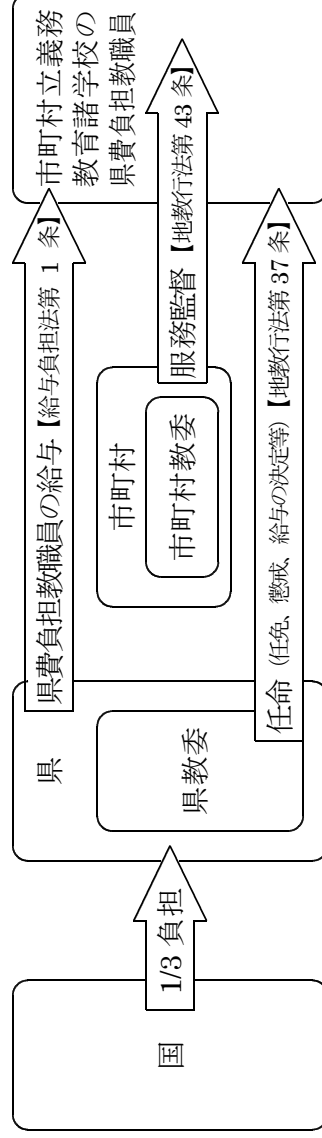 国
1/3 負担
県
県教委
県費負担教職員の給与【給与負担法第 1 条】
任命（任免、懲戒、給与の決定等）【地教行法第 37 条】
市町村
市町村教委
服務監督【地教行法第 43 条】
市町村立義務
教育諸学校の
県費負担教職員